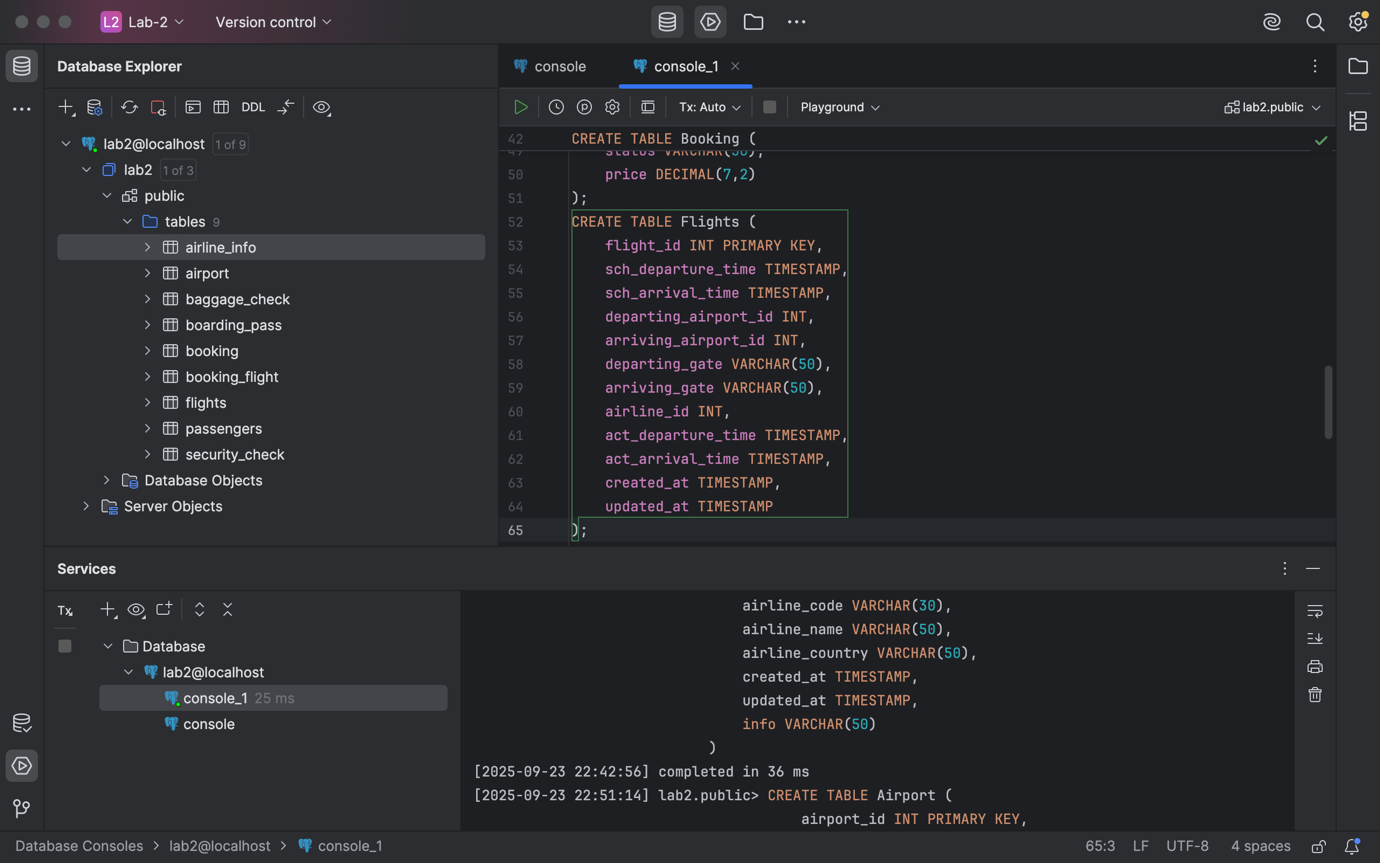 L2 Lab-2 Version control
Database Explorer
console console_1
DDL
Tx: Auto Playground lab2.public
lab2@localhost 1 of 9
lab2 1 of 3
public
tables 9
airline_info
airport
baggage_check
boarding_pass
booking
booking_flight
flights
passengers
security_check
Database Objects
Server Objects
42 CREATE TABLE Booking (
49 status VARCHAR(50),
50 price DECIMAL(7,2)
51 );
52 CREATE TABLE Flights (
53 flight_id INT PRIMARY KEY,
54 sch_departure_time TIMESTAMP,
55 sch_arrival_time TIMESTAMP,
56 departing_airport_id INT,
57 arriving_airport_id INT,
58 departing_gate VARCHAR(50),
59 arriving_gate VARCHAR(50),
60 airline_id INT,
61 act_departure_time TIMESTAMP,
62 act_arrival_time TIMESTAMP,
63 created_at TIMESTAMP,
64 updated_at TIMESTAMP
65 );
Services
Tx
Database
lab2@localhost
console_1 25 ms
console
airline_code VARCHAR(30),
airline_name VARCHAR(50),
airline_country VARCHAR(50),
created_at TIMESTAMP,
updated_at TIMESTAMP,
info VARCHAR(50)
)
[2025-09-23 22:42:56] completed in 36 ms
[2025-09-23 22:51:14] lab2.public> CREATE TABLE Airport (
airport_id INT PRIMARY KEY,
Database Consoles > lab2@localhost > console_1 65:3 LF UTF-8 4 spaces